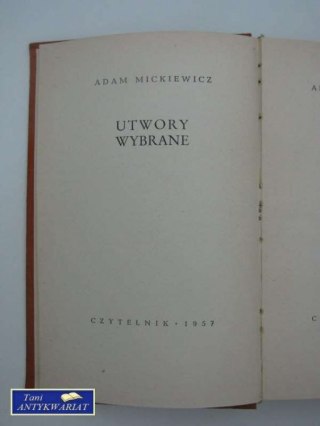 ADAM MICKIEWICZ
UTWORY
WYBRANE
CZYTELNIK • 1957
A
C
Tani
ANTYKWARIAT